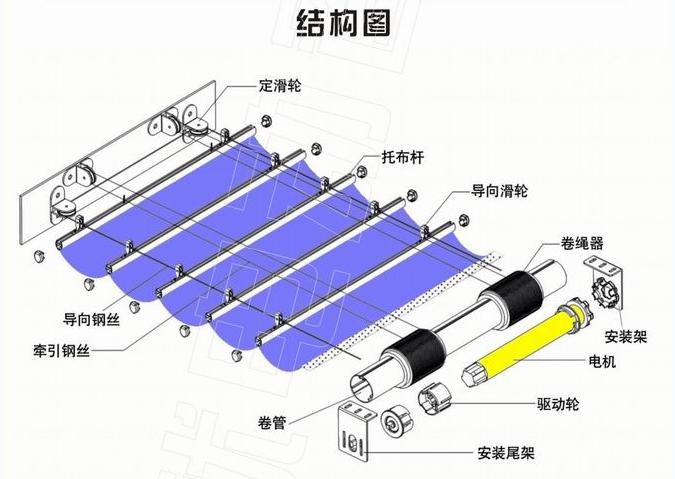 结构图
定滑轮
托布杆
导向滑轮
卷绳器
导向钢丝
安装架
牵引钢丝
电机
驱动轮
卷管
安装尾架